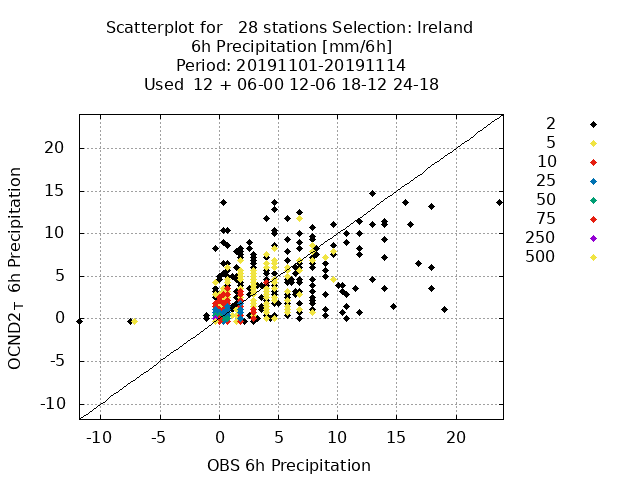 Scatterplot for 28 stations Selection: Ireland
6h Precipitation [mm/6h]
Period: 20191101-20191114
Used 12 + 06-00 12-06 18-12 24-18
2
5
10
25
50
75
250
500
20
15
10
5
0
-5
-10
OCND2T 6h Precipitation
-10 -5 0 5 10 15 20
OBS 6h Precipitation